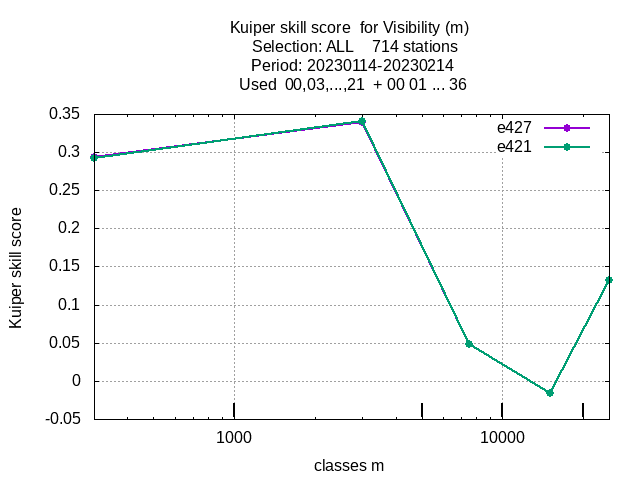 Kuiper skill score  for Visibility (m)
Selection: ALL    714 stations
Period: 20230114-20230214
Used  00,03,...,21  + 00 01 ... 36
e427
e421
0.35
0.3
0.25
0.2
0.15
0.1
0.05
0
-0.05
Kuiper skill score
1000
10000
classes m